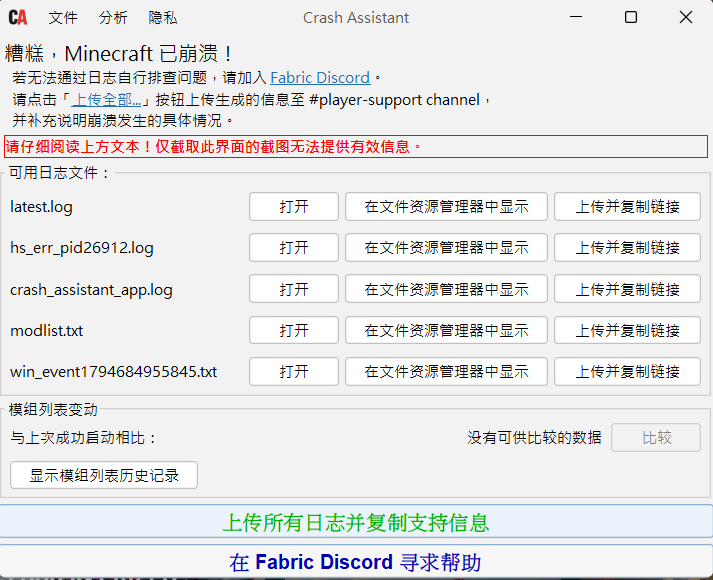 CA 文件 分析 隐私 Crash Assistant
糟糕，Minecraft 已崩溃！
若无法通过日志自行排查问题，请加入 Fabric Discord。
请点击「上传全部...」按钮上传生成的信息至 #player-support channel，
并补充说明崩溃发生的具体情况。
请仔细阅读上方文本！仅截取此界面的截图无法提供有效信息。
可用日志文件：
latest.log 打开 在文件资源管理器中显示 上传并复制链接
hs_err_pid26912.log 打开 在文件资源管理器中显示 上传并复制链接
crash_assistant_app.log 打开 在文件资源管理器中显示 上传并复制链接
modlist.txt 打开 在文件资源管理器中显示 上传并复制链接
win_event1794684955845.txt 打开 在文件资源管理器中显示 上传并复制链接
模组列表变动
与上次成功启动相比： 没有可供比较的数据 比较
显示模组列表历史记录
上传所有日志并复制支持信息
在 Fabric Discord 寻求帮助